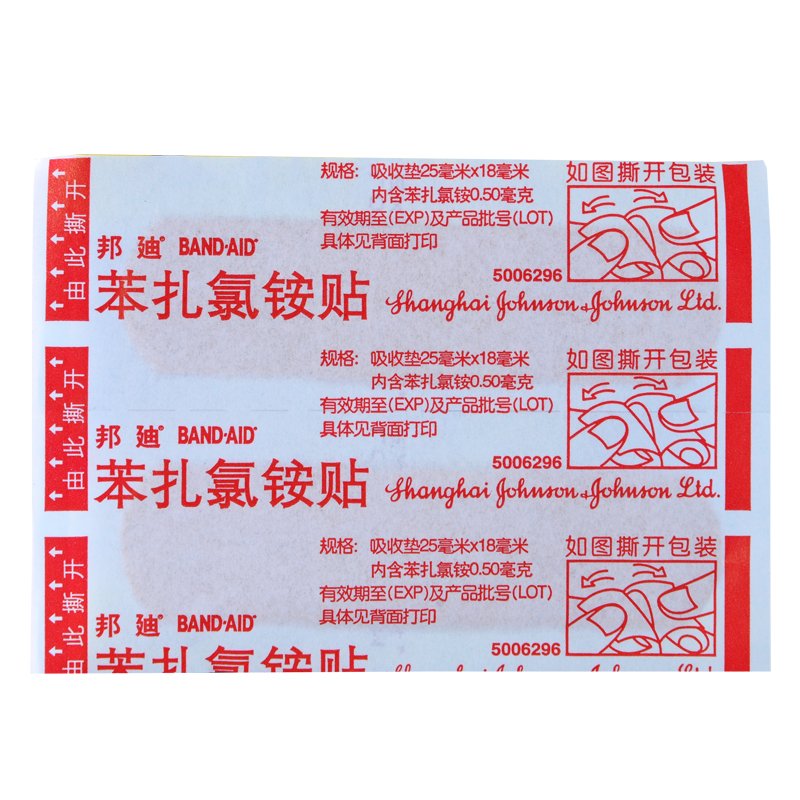 由此撕开
规格：吸收垫25毫米x18毫米
内含苯扎氯铵0.50毫克
有效期至(EXP)及产品批号(LOT)
具体见背面打印
如图撕开包装
邦迪® BAND-AID®
5006296
苯扎氯铵贴
Shanghai Johnson & Johnson Ltd.
由此撕开
规格：吸收垫25毫米x18毫米
内含苯扎氯铵0.50毫克
有效期至(EXP)及产品批号(LOT)
具体见背面打印
如图撕开包装
邦迪® BAND-AID®
5006296
苯扎氯铵贴
Shanghai Johnson & Johnson Ltd.
由此撕开
规格：吸收垫25毫米x18毫米
内含苯扎氯铵0.50毫克
有效期至(EXP)及产品批号(LOT)
具体见背面打印
如图撕开包装
邦迪® BAND-AID®
5006296
苯扎氯铵贴
Shanghai Johnson & Johnson Ltd.